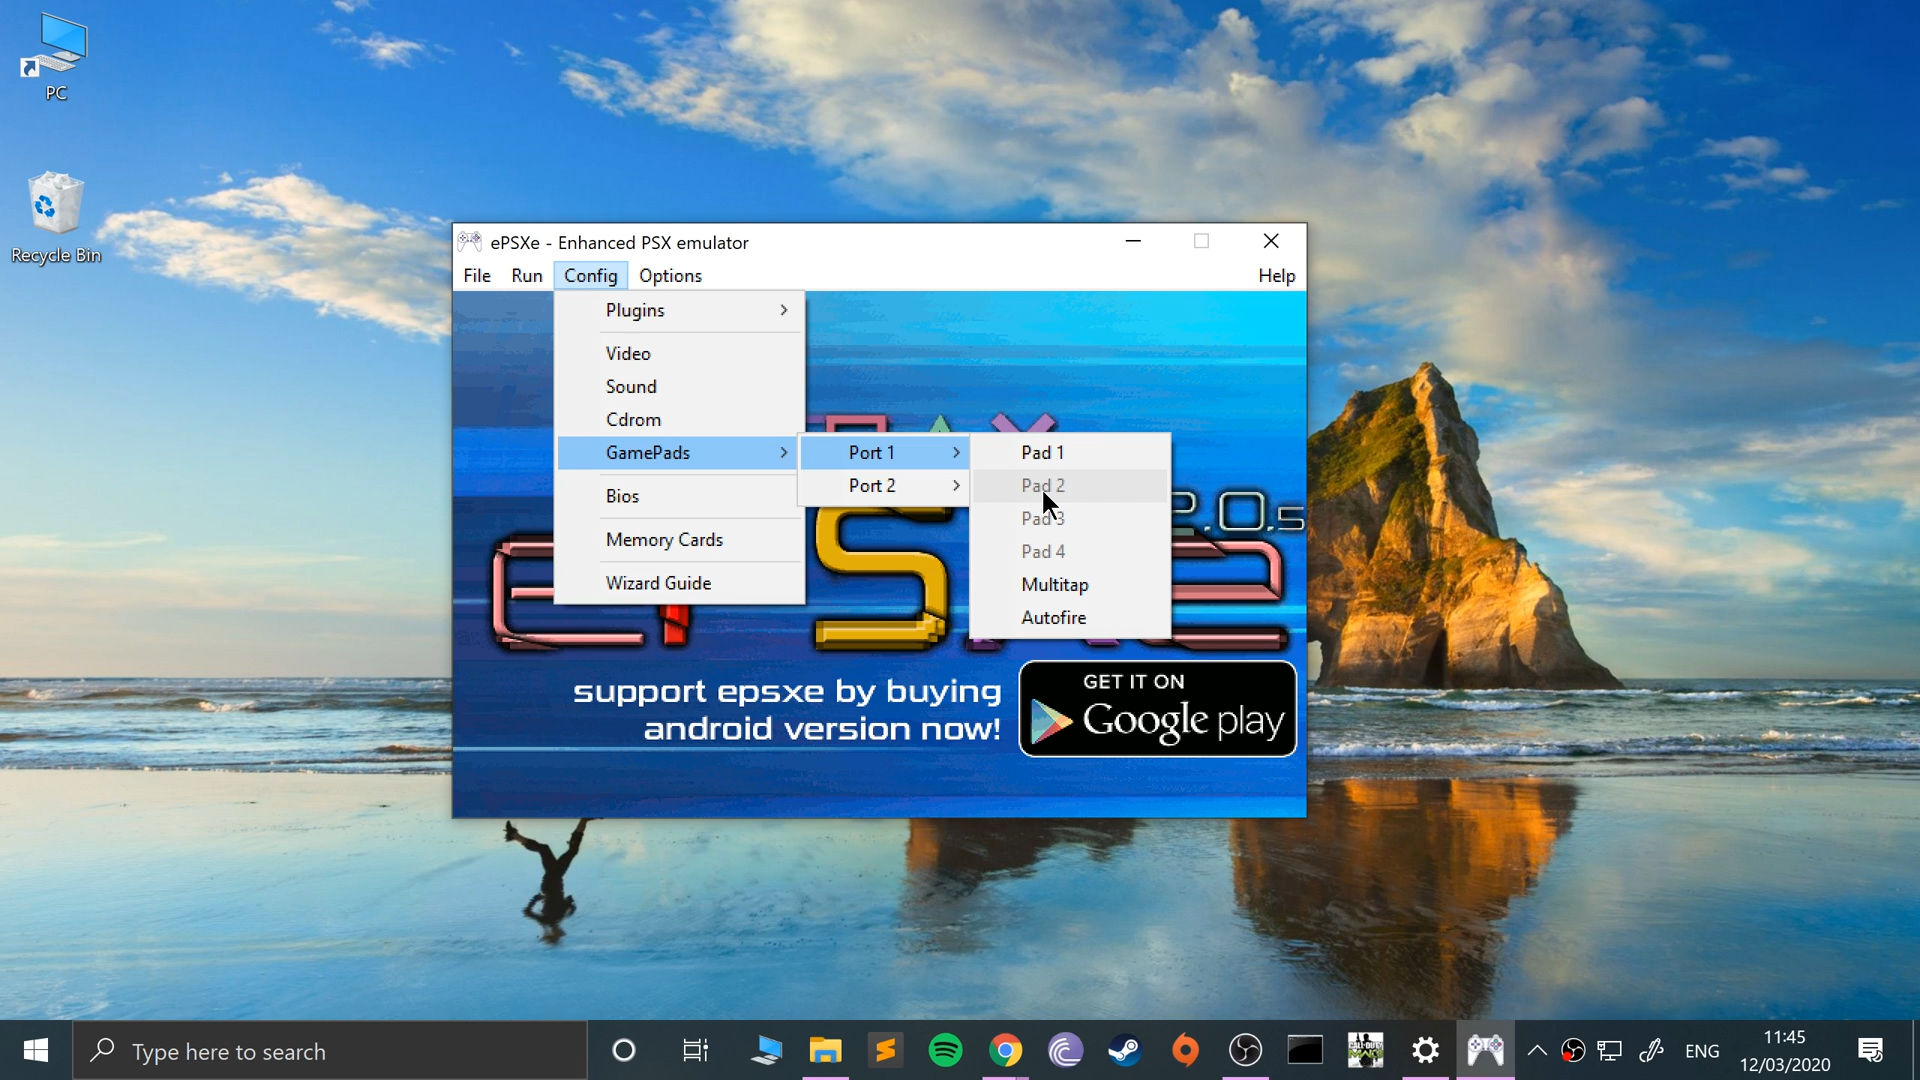 PC
Recycle Bin
ePSXe - Enhanced PSX emulator
File Run Config Options Help
Plugins
Video
Sound
Cdrom
GamePads
Bios
Memory Cards
Wizard Guide
Port 1
Port 2
Pad 1
Pad 2
Pad 3
Pad 4
Multitap
Autofire
2.0.5
support epsxe by buying
android version now!
GET IT ON
Google play
Type here to search
ENG
11:45
12/03/2020